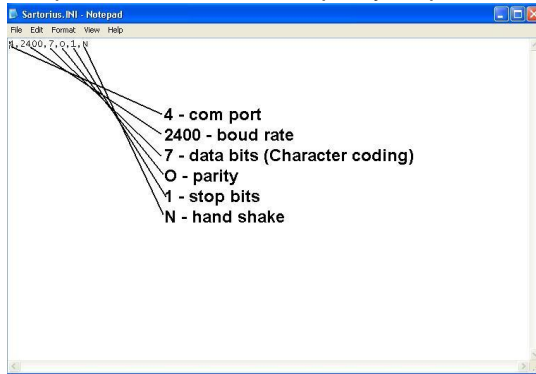 Sartorius.INI - Notepad
File Edit Format View Help
4,2400,7,O,1,N
4 - com port
2400 - boud rate
7 - data bits (Character coding)
O - parity
1 - stop bits
N - hand shake